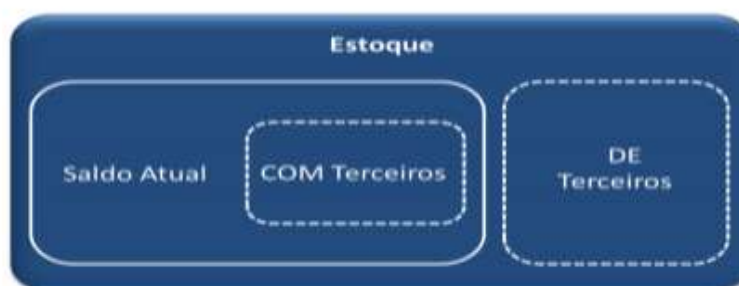 Estoque
Saldo Atual
COM Terceiros
DE
Terceiros